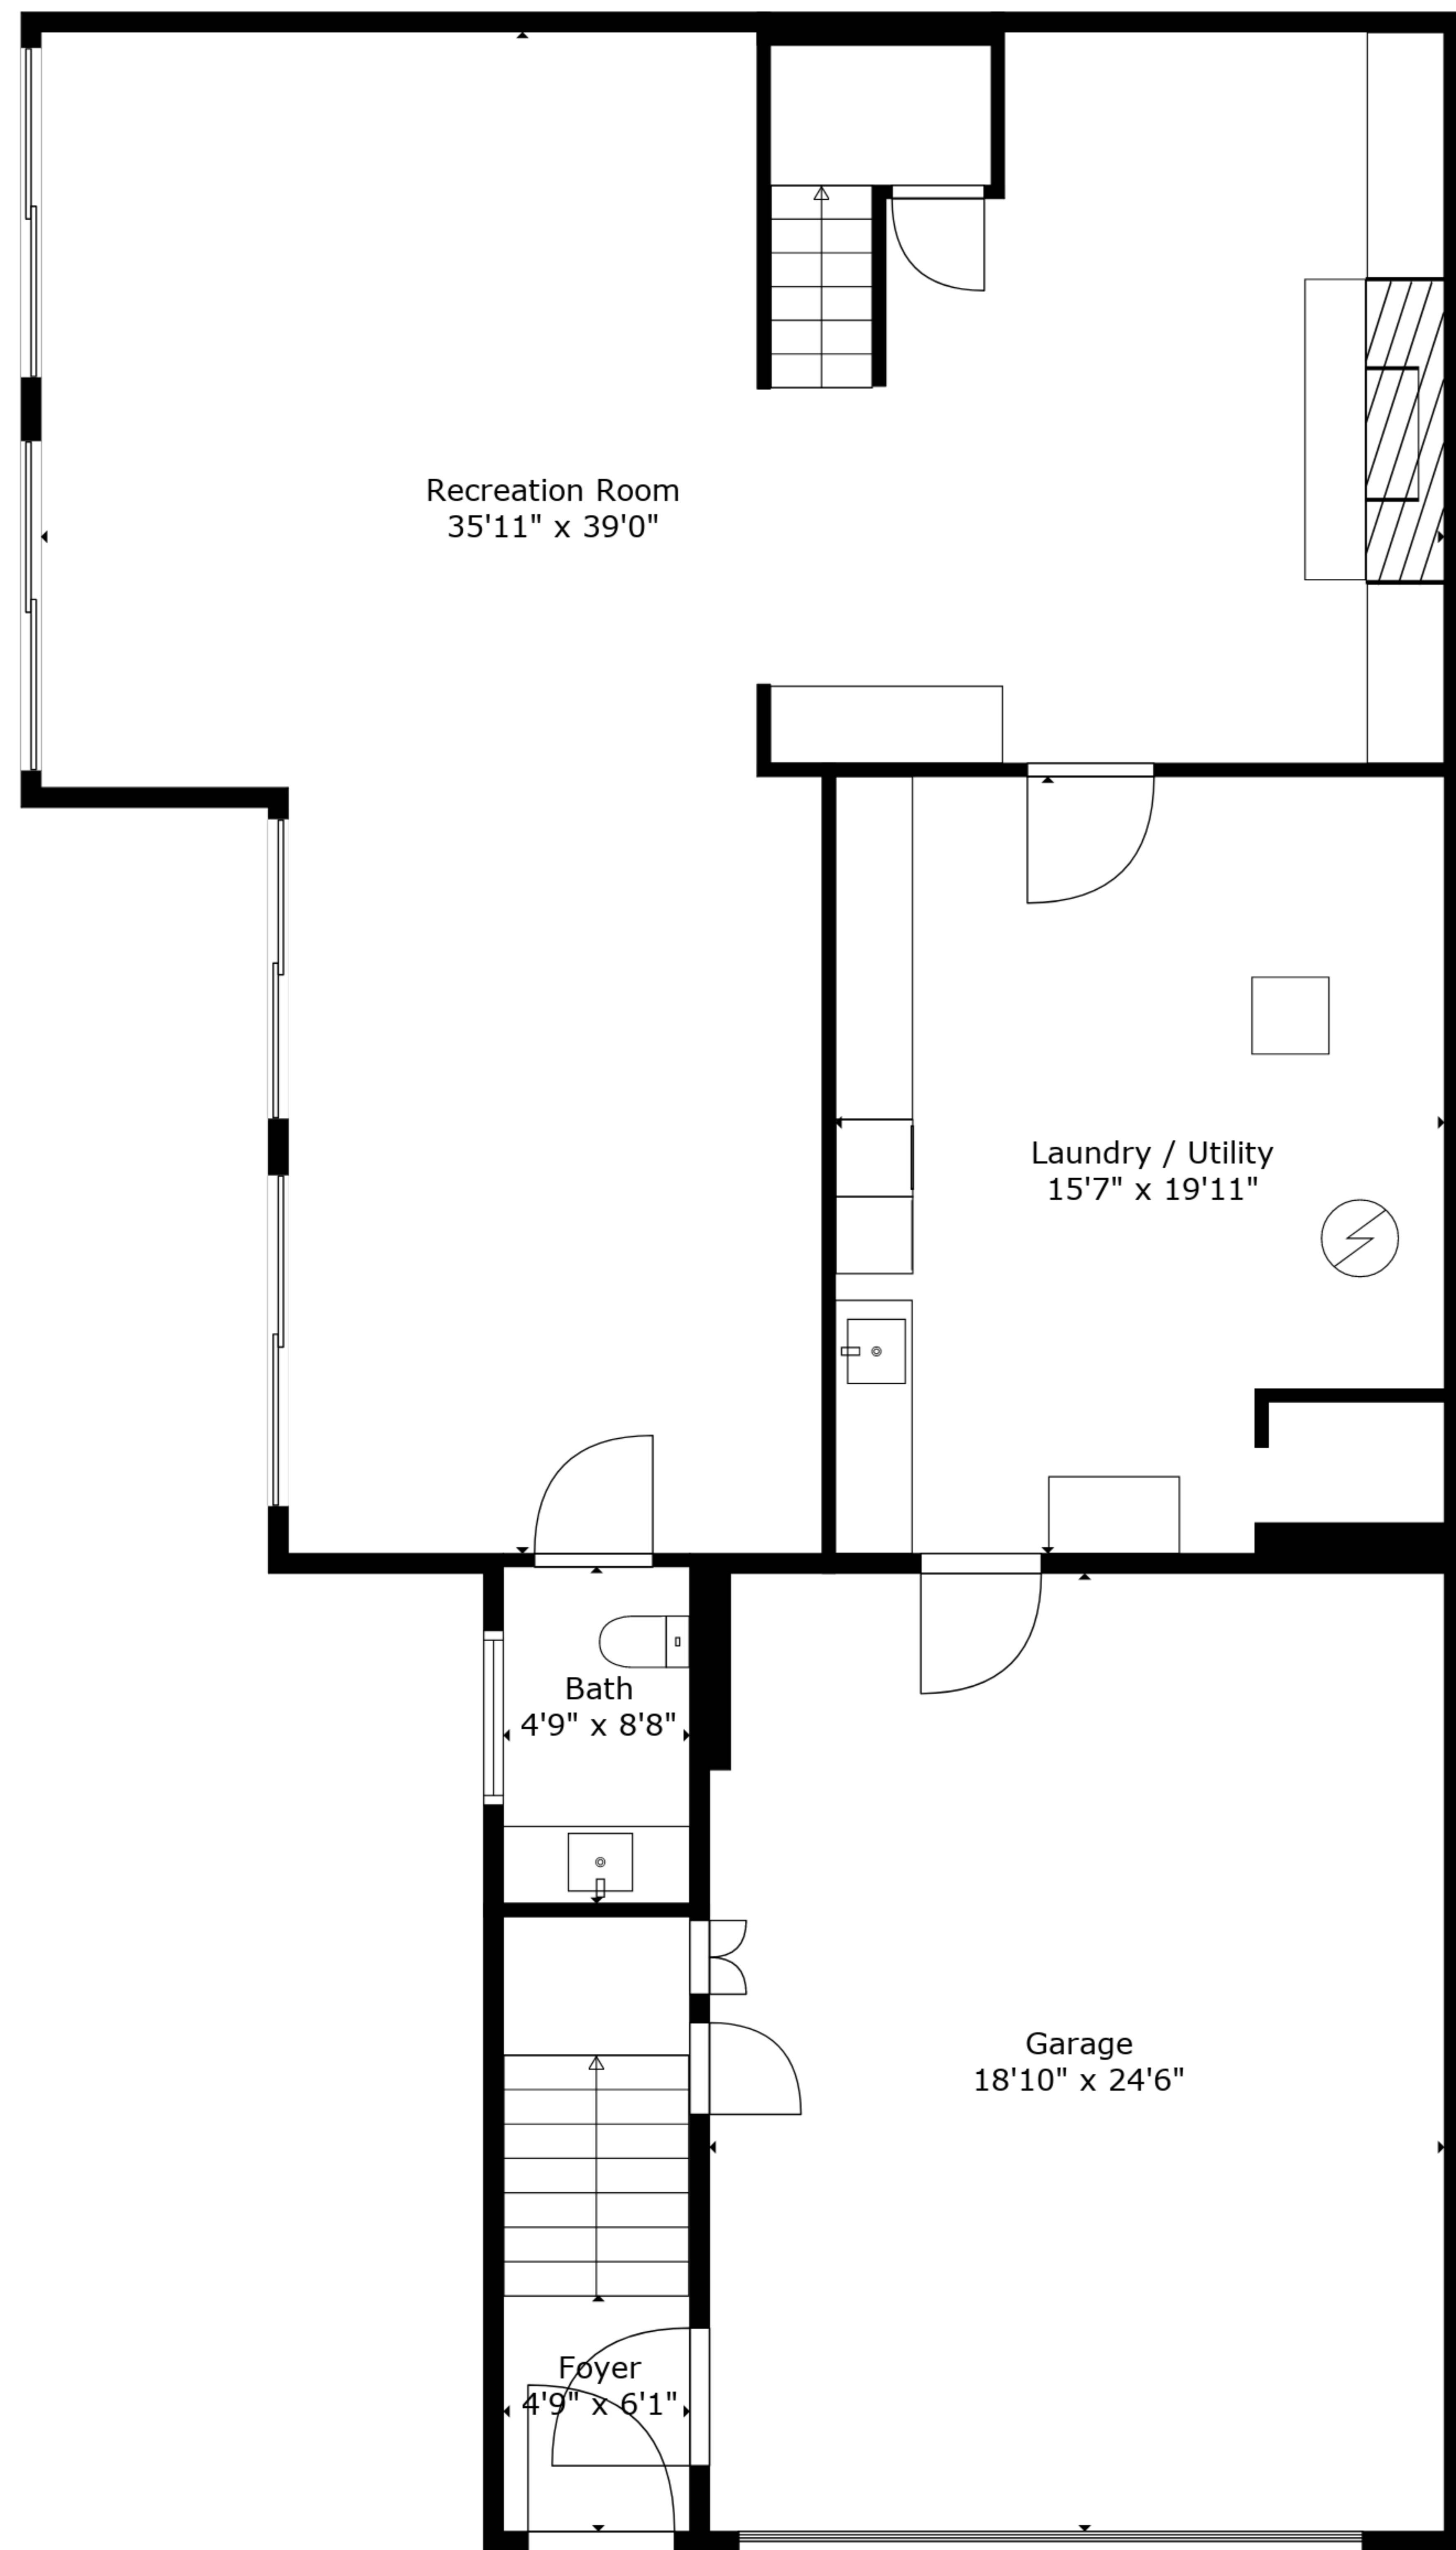 Recreation Room
35'11" x 39'0"
Laundry / Utility
15'7" x 19'11"
Bath
4'9" x 8'8"
Garage
18'10" x 24'6"
Foyer
4'9" x 6'1"